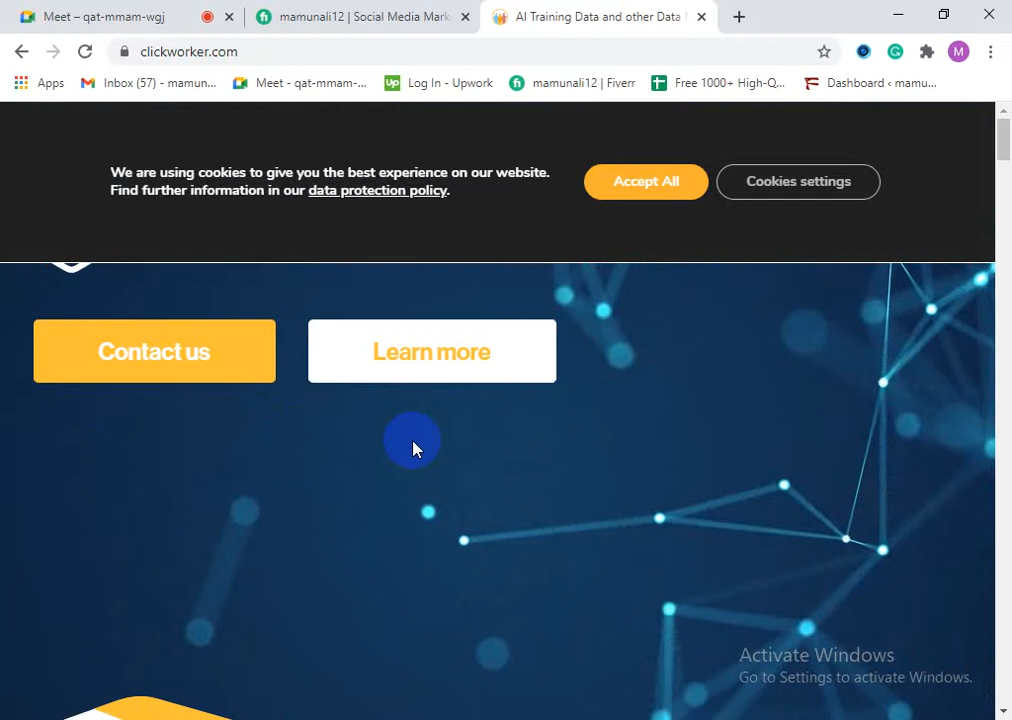 Meet – qat-mmam-wgj
mamunali12 | Social Media Mark
AI Training Data and other Data
clickworker.com
M
Apps
Inbox (57) - mamun...
Meet - qat-mmam-...
Up
Log In - Upwork
fi
mamunali12 | Fiverr
Free 1000+ High-Q...
Dashboard ‹ mamu...
We are using cookies to give you the best experience on our website.
Find further information in our data protection policy.
Accept All
Cookies settings
Contact us
Learn more
Activate Windows
Go to Settings to activate Windows.